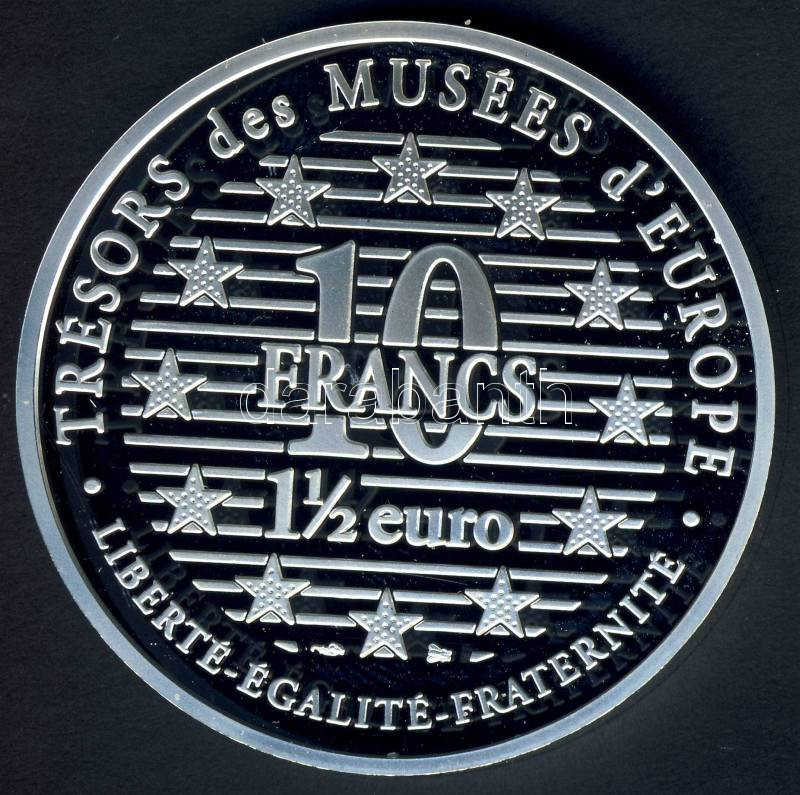 TRÉSORS des MUSÉES d'EUROPE
10
FRANCS
darabanth
1½ euro
LIBERTÉ-ÉGALITÉ-FRATERNITÉ